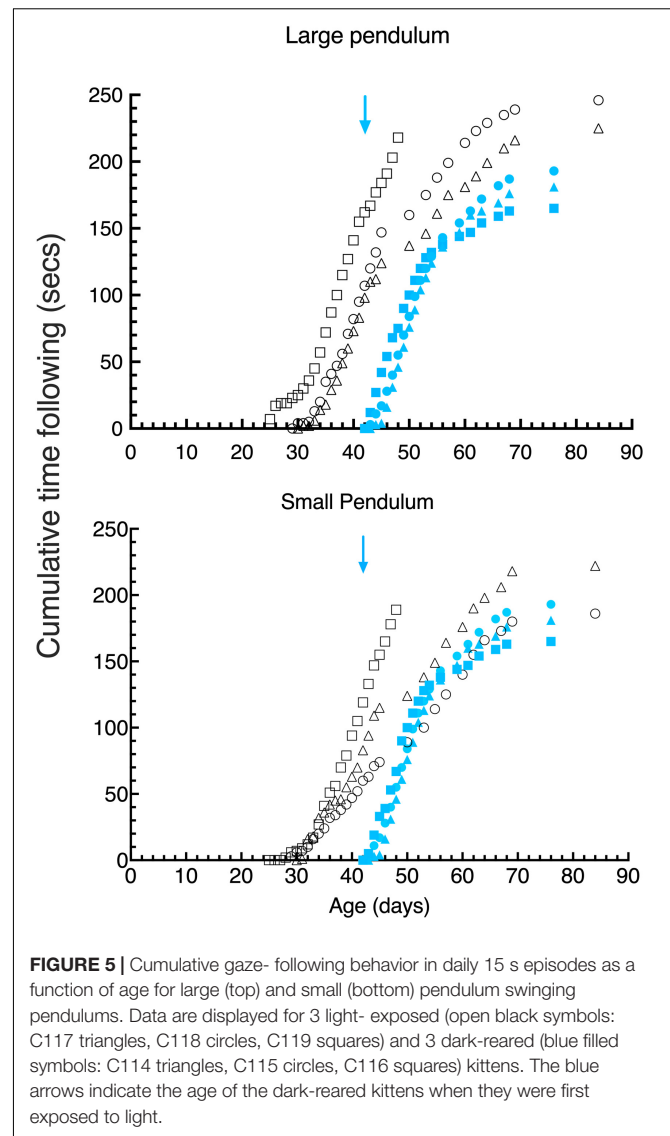 Large pendulum
250
200
150
100
50
0
0 10 20 30 40 50 60 70 80 90
Cumulative time following (secs)
Small Pendulum
250
200
150
100
50
0
0 10 20 30 40 50 60 70 80 90
Age (days)
FIGURE 5 | Cumulative gaze- following behavior in daily 15 s episodes as a
function of age for large (top) and small (bottom) pendulum swinging
pendulums. Data are displayed for 3 light- exposed (open black symbols:
C117 triangles, C118 circles, C119 squares) and 3 dark-reared (blue filled
symbols: C114 triangles, C115 circles, C116 squares) kittens. The blue
arrows indicate the age of the dark-reared kittens when they were first
exposed to light.